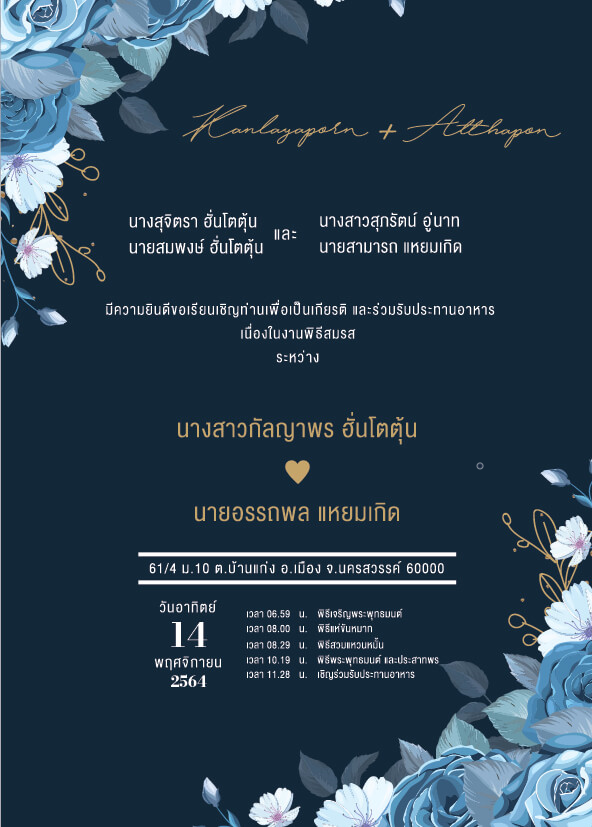 Kanlayaporn + Atthapon
นางสุจิตรา ฮั่นโตตุ้น และ นางสาวสุภรัตน์ อู่นาท
นายสมพงษ์ ฮั่นโตตุ้น นายสามารถ แหยมเกิด
มีความยินดีขอเรียนเชิญท่านเพื่อเป็นเกียรติ และร่วมรับประทานอาหาร
เนื่องในงานพิธีสมรส
ระหว่าง
นางสาวกัลญาพร ฮั่นโตตุ้น
นายอรรถพล แหยมเกิด
61/4 ม.10 ต.บ้านแก่ง อ.เมือง จ.นครสวรรค์ 60000
วันอาทิตย์
14
พฤศจิกายน
2564
เวลา 06.59 น. พิธีเจริญพระพุทธมนต์
เวลา 08.00 น. พิธีแห่ขันหมาก
เวลา 08.29 น. พิธีสวมแหวนหมั้น
เวลา 10.19 น. พิธีพระพุทธมนต์ และประสาทพร
เวลา 11.28 น. เชิญร่วมรับประทานอาหาร